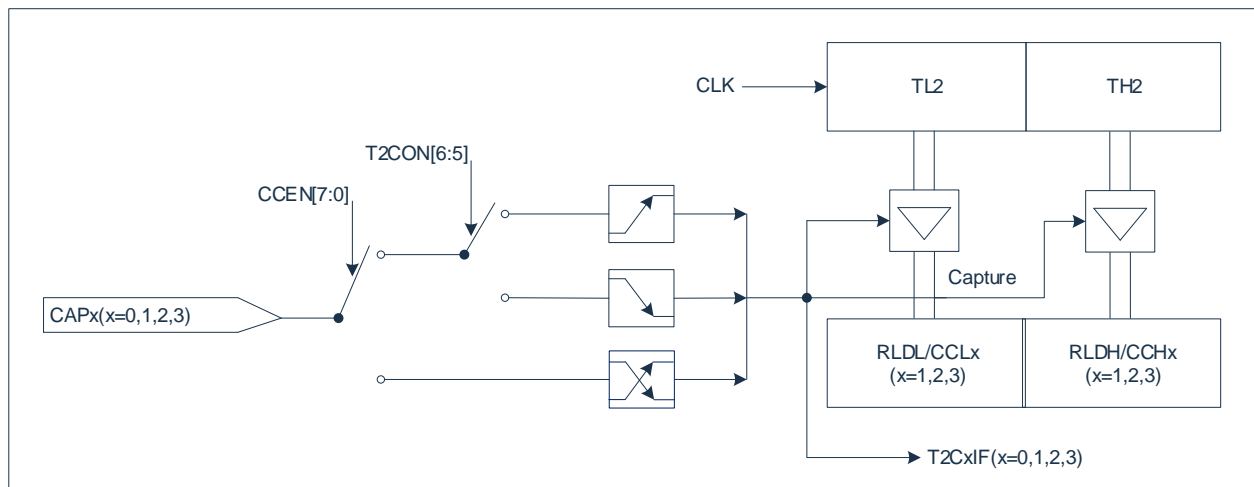 CLK
TL2
TH2
T2CON[6:5]
CCEN[7:0]
Capture
CAPx(x=0,1,2,3)
RLDL/CCLx
(x=1,2,3)
RLDH/CCHx
(x=1,2,3)
T2CxIF(x=0,1,2,3)